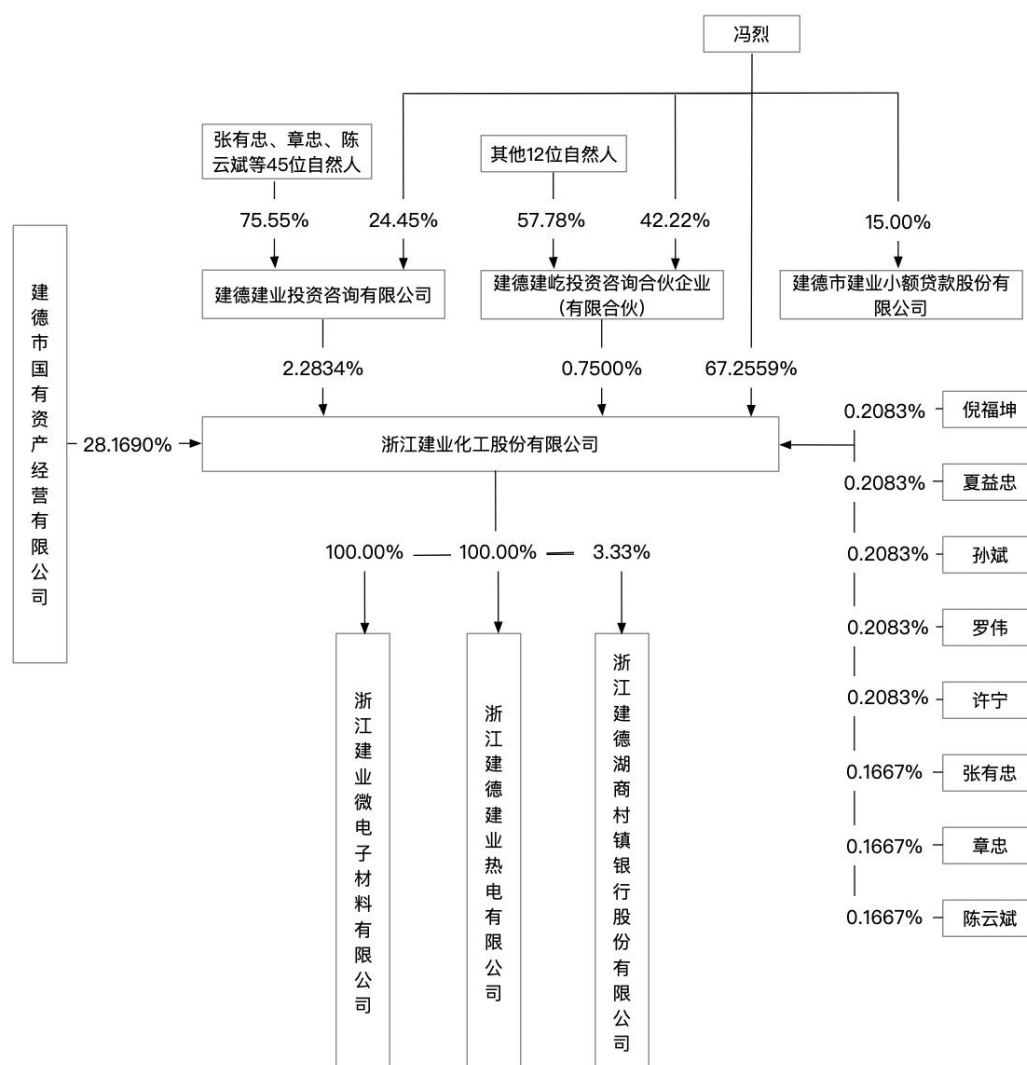 冯烈
张有忠、章忠、陈
云斌等45位自然人
其他12位自然人
75.55%
24.45%
57.78%
42.22%
15.00%
建德建业投资咨询有限公司
建德建屹投资咨询合伙企业
（有限合伙）
建德市建业小额贷款股份有
限公司
建德市国有资产经营有限公司
2.2834%
0.7500%
67.2559%
28.1690%
浙江建业化工股份有限公司
0.2083%
倪福坤
0.2083%
夏益忠
0.2083%
孙斌
0.2083%
罗伟
0.2083%
许宁
0.1667%
张有忠
0.1667%
章忠
0.1667%
陈云斌
100.00%
100.00%
3.33%
浙江建业微电子材料有限公司
浙江建德建业热电有限公司
浙江建德湖商村镇银行股份有限公司